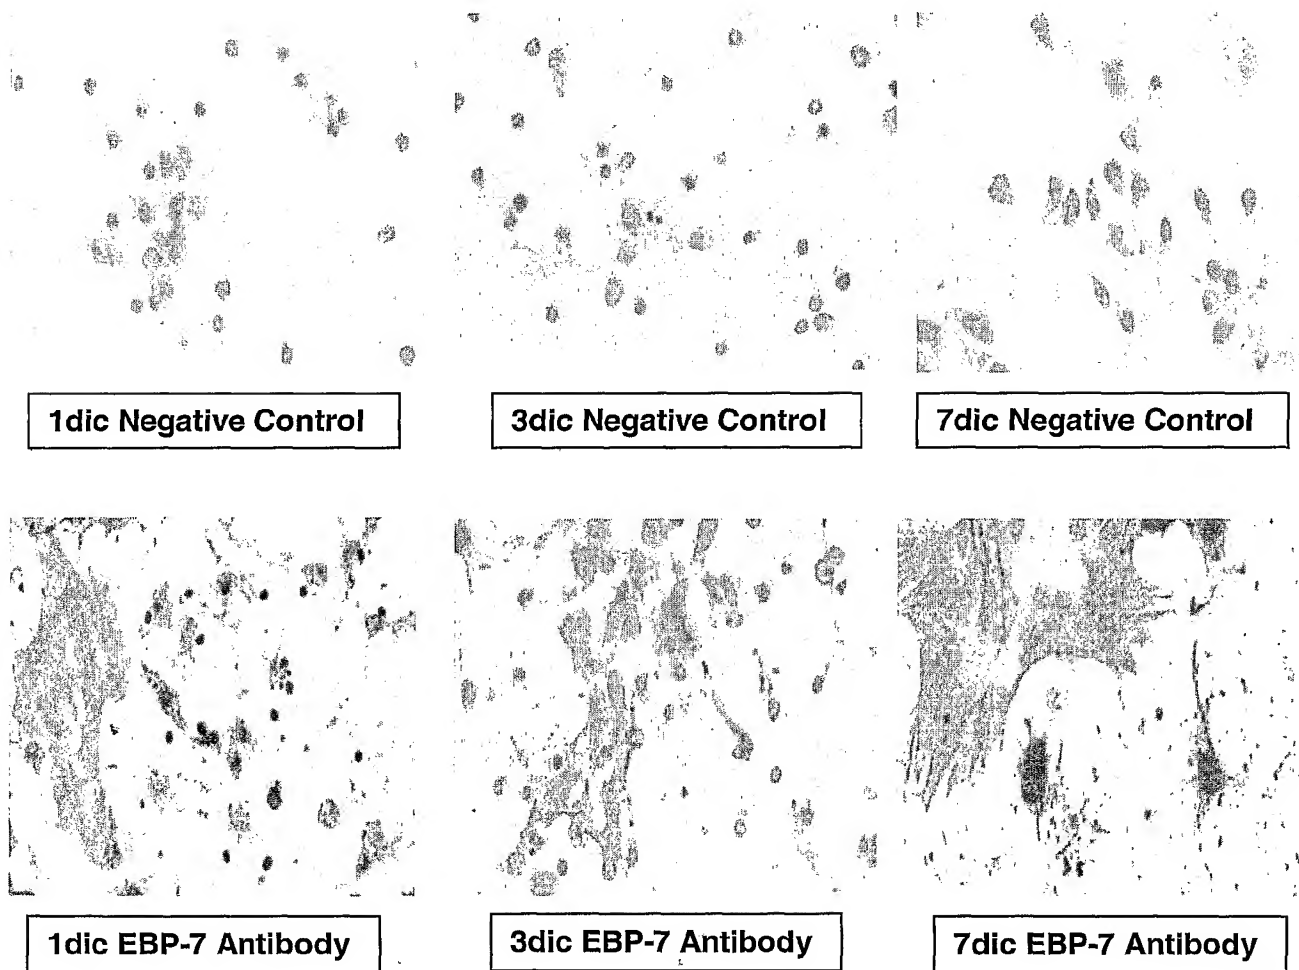 1dic Negative Control
3dic Negative Control
7dic Negative Control
1dic EBP-7 Antibody
3dic EBP-7 Antibody
7dic EBP-7 Antibody